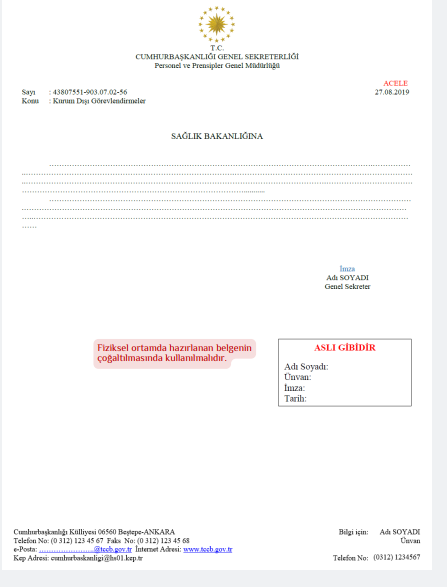 T.C.
CUMHURBAŞKANLIĞI GENEL SEKRETERLİĞİ
Personel ve Prensipler Genel Müdürlüğü
ACELE
Sayı : 43807551-903.07.02-56 27.08.2019
Konu : Kurum Dışı Görevlendirmeler
SAĞLIK BAKANLIĞINA
İmza
Adı SOYADI
Genel Sekreter
Fiziksel ortamda hazırlanan belgenin
çoğaltılmasında kullanılmalıdır.
ASLI GİBİDİR
Adı Soyadı:
Ünvan:
İmza:
Tarih:
Cumhurbaşkanlığı Külliyesi 06560 Beştepe-ANKARA
Telefon No: (0 312) 123 45 67 Faks No: (0 312) 123 45 68
e-Posta: ..........................@tccb.gov.tr İnternet Adresi: www.tccb.gov.tr
Kep Adresi: cumhurbaskanligi@hs01.kep.tr
Bilgi için: Adı SOYADI
Ünvan
Telefon No: (0312) 1234567